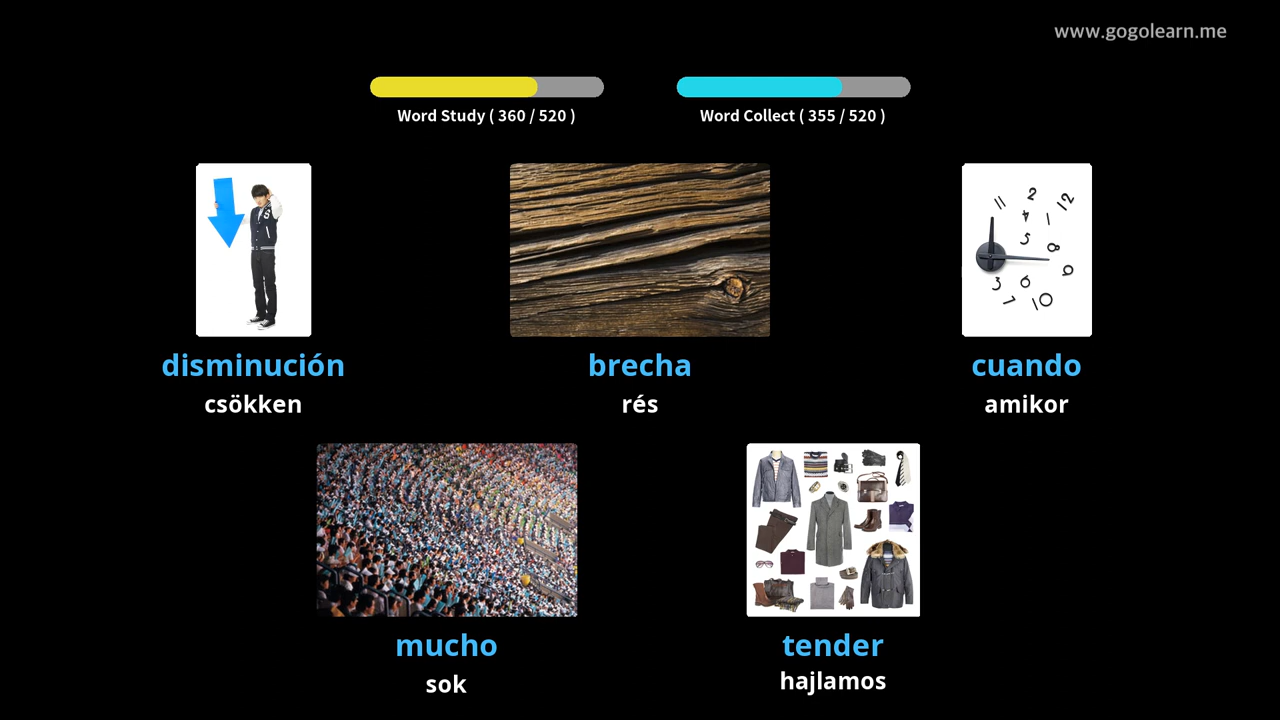 www.gogolearn.me
Word Study ( 360 / 520 )
Word Collect ( 355 / 520 )
disminución
csökken
brecha
rés
cuando
amikor
mucho
sok
tender
hajlamos